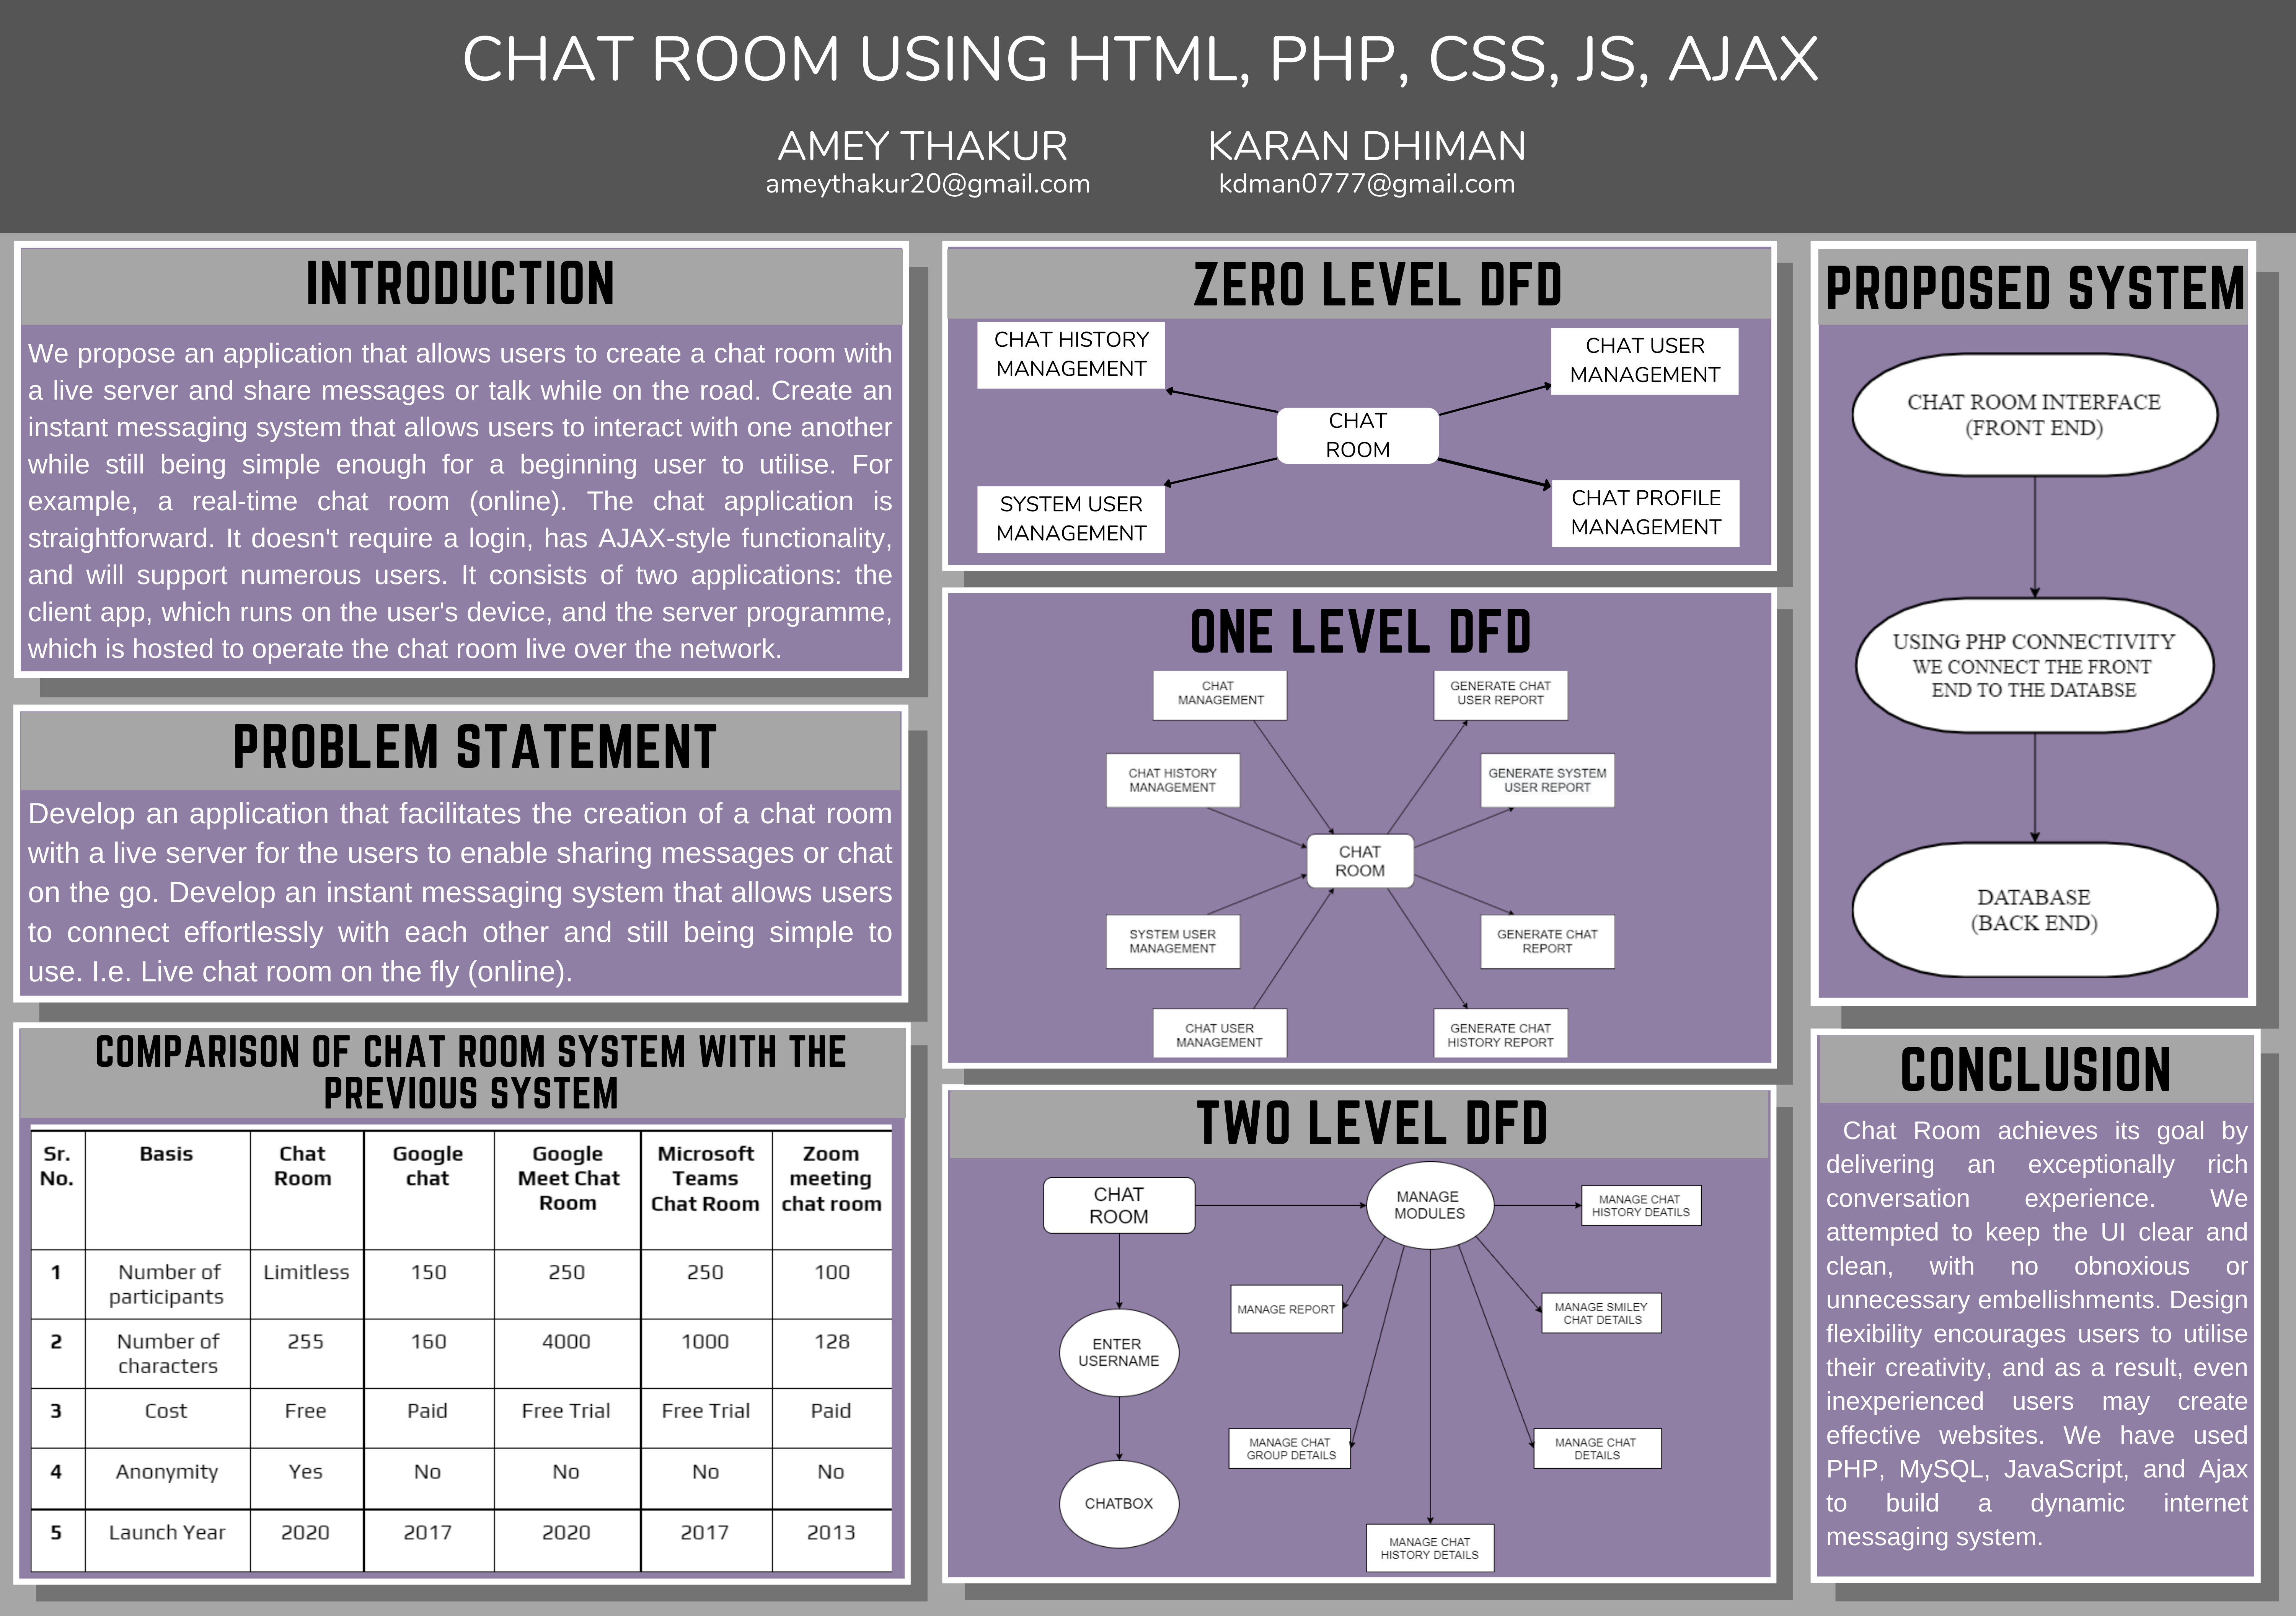 CHAT ROOM USING HTML, PHP, CSS, JS, AJAX
AMEY THAKUR
ameythakur20@gmail.com
KARAN DHIMAN
kdman0777@gmail.com
INTRODUCTION
We propose an application that allows users to create a chat room with
a live server and share messages or talk while on the road. Create an
instant messaging system that allows users to interact with one another
while still being simple enough for a beginning user to utilise. For
example, a real-time chat room (online). The chat application is
straightforward. It doesn't require a login, has AJAX-style functionality,
and will support numerous users. It consists of two applications: the
client app, which runs on the user's device, and the server programme,
which is hosted to operate the chat room live over the network.
PROBLEM STATEMENT
Develop an application that facilitates the creation of a chat room
with a live server for the users to enable sharing messages or chat
on the go. Develop an instant messaging system that allows users
to connect effortlessly with each other and still being simple to
use. I.e. Live chat room on the fly (online).
COMPARISON OF CHAT ROOM SYSTEM WITH THE
PREVIOUS SYSTEM
Sr. No. Basis Chat Room Google chat Google Meet Chat Room Microsoft Teams Chat Room Zoom meeting chat room
1 Number of participants Limitless 150 250 250 100
2 Number of characters 255 160 4000 1000 128
3 Cost Free Paid Free Trial Free Trial Paid
4 Anonymity Yes No No No No
5 Launch Year 2020 2017 2020 2017 2013
ZERO LEVEL DFD
CHAT HISTORY
MANAGEMENT
CHAT USER
MANAGEMENT
CHAT
ROOM
SYSTEM USER
MANAGEMENT
CHAT PROFILE
MANAGEMENT
ONE LEVEL DFD
CHAT
MANAGEMENT
GENERATE CHAT
USER REPORT
CHAT HISTORY
MANAGEMENT
GENERATE SYSTEM
USER REPORT
CHAT
ROOM
SYSTEM USER
MANAGEMENT
GENERATE CHAT
REPORT
CHAT USER
MANAGEMENT
GENERATE CHAT
HISTORY REPORT
TWO LEVEL DFD
CHAT
ROOM
MANAGE
MODULES
MANAGE CHAT
HISTORY DEATILS
MANAGE REPORT
MANAGE SMILEY
CHAT DETAILS
ENTER
USERNAME
MANAGE CHAT
GROUP DETAILS
MANAGE CHAT
DETAILS
CHATBOX
MANAGE CHAT
HISTORY DETAILS
PROPOSED SYSTEM
CHAT ROOM INTERFACE
(FRONT END)
USING PHP CONNECTIVITY
WE CONNECT THE FRONT
END TO THE DATABSE
DATABASE
(BACK END)
CONCLUSION
Chat Room achieves its goal by
delivering an exceptionally rich
conversation experience. We
attempted to keep the UI clear and
clean, with no obnoxious or
unnecessary embellishments. Design
flexibility encourages users to utilise
their creativity, and as a result, even
inexperienced users may create
effective websites. We have used
PHP, MySQL, JavaScript, and Ajax
to build a dynamic internet
messaging system.